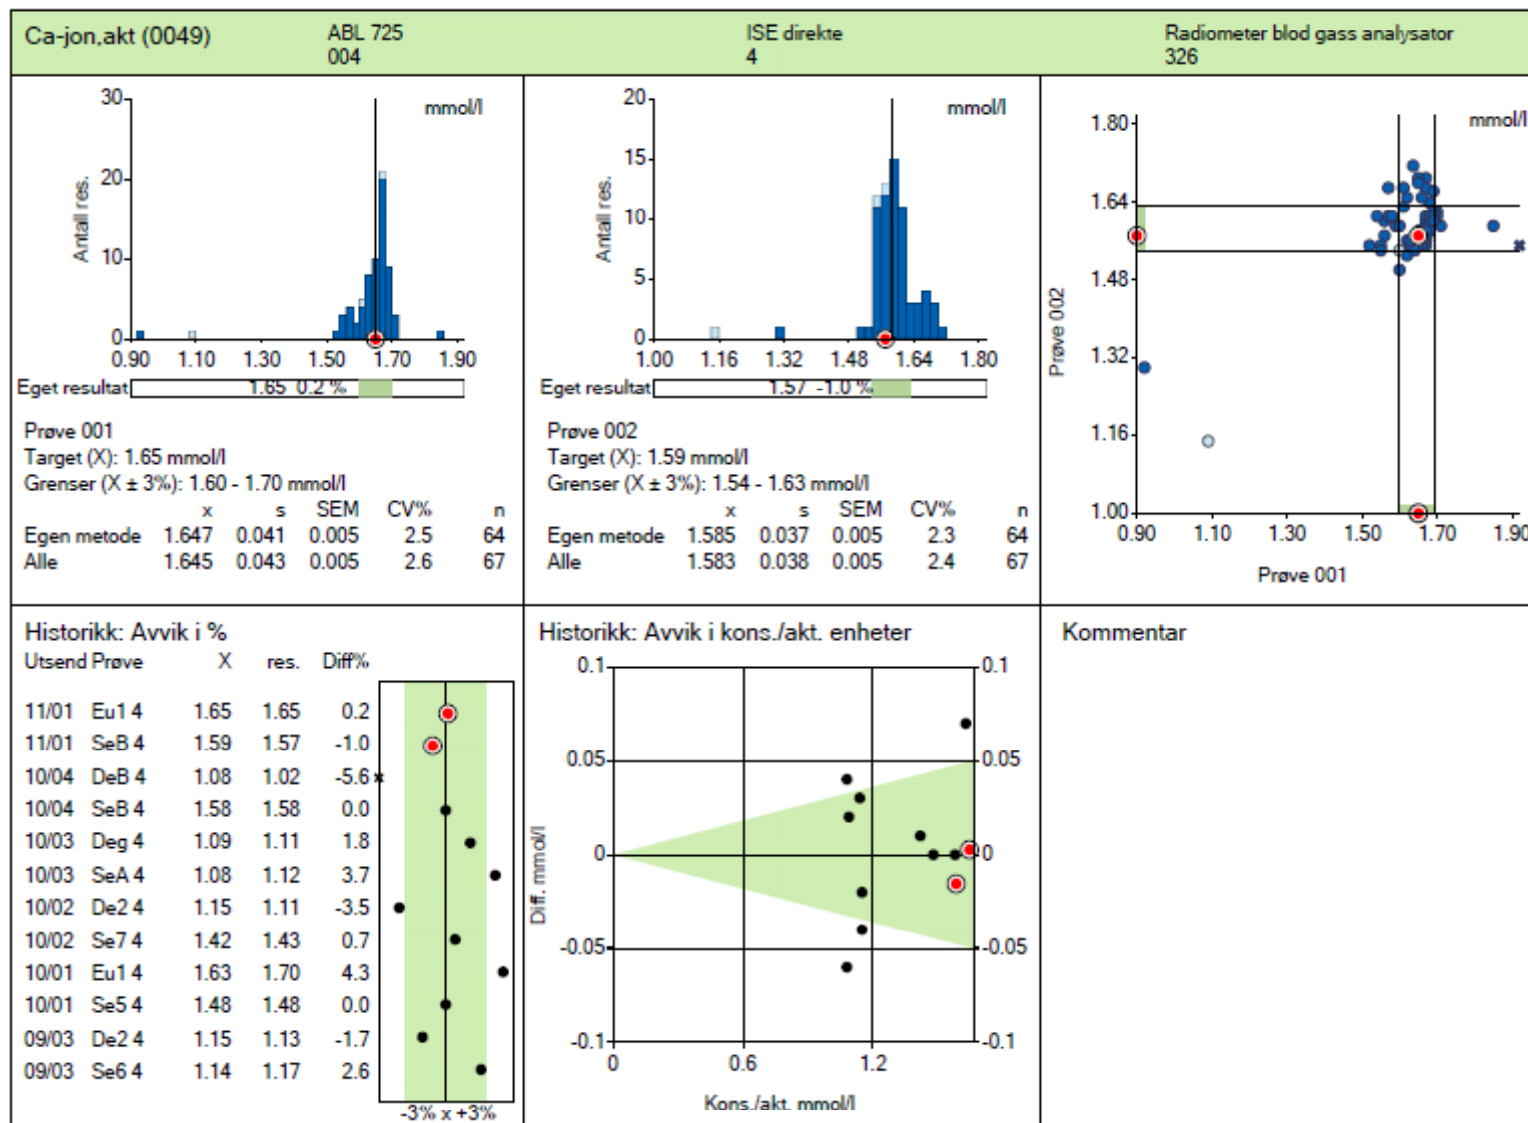 Ca-jon,akt (0049) ABL 725 ISE direkte Radiometer blod gass analysator
004 4 326
30 mmol/l
20
10
0
Antall res.
0.90 1.10 1.30 1.50 1.70 1.90
Eget resultat 1.65 0.2 %
Prøve 001
Target (X): 1.65 mmol/l
Grenser (X ± 3%): 1.60 - 1.70 mmol/l
x s SEM CV% n
Egen metode 1.647 0.041 0.005 2.5 64
Alle 1.645 0.043 0.005 2.6 67
20 mmol/l
15
10
5
0
Antall res.
1.00 1.16 1.32 1.48 1.64 1.80
Eget resultat 1.57 -1.0 %
Prøve 002
Target (X): 1.59 mmol/l
Grenser (X ± 3%): 1.54 - 1.63 mmol/l
x s SEM CV% n
Egen metode 1.585 0.037 0.005 2.3 64
Alle 1.583 0.038 0.005 2.4 67
1.80 mmol/l
1.64
1.48
1.32
1.16
1.00
Prøve 002
0.90 1.10 1.30 1.50 1.70 1.90
Prøve 001
Historikk: Avvik i %
Utsend Prøve X res. Diff%
11/01 Eu1 4 1.65 1.65 0.2
11/01 SeB 4 1.59 1.57 -1.0
10/04 DeB 4 1.08 1.02 -5.6
10/04 SeB 4 1.58 1.58 0.0
10/03 Deg 4 1.09 1.11 1.8
10/03 SeA 4 1.08 1.12 3.7
10/02 De2 4 1.15 1.11 -3.5
10/02 Se7 4 1.42 1.43 0.7
10/01 Eu1 4 1.63 1.70 4.3
10/01 Se5 4 1.48 1.48 0.0
09/03 De2 4 1.15 1.13 -1.7
09/03 Se6 4 1.14 1.17 2.6
-3% x +3%
Historikk: Avvik i kons./akt. enheter
0.1 0.1
0.05 0.05
0 0
-0.05 -0.05
-0.1 -0.1
Diff. mmol/l
0 0.6 1.2
Kons./akt. mmol/l
Kommentar